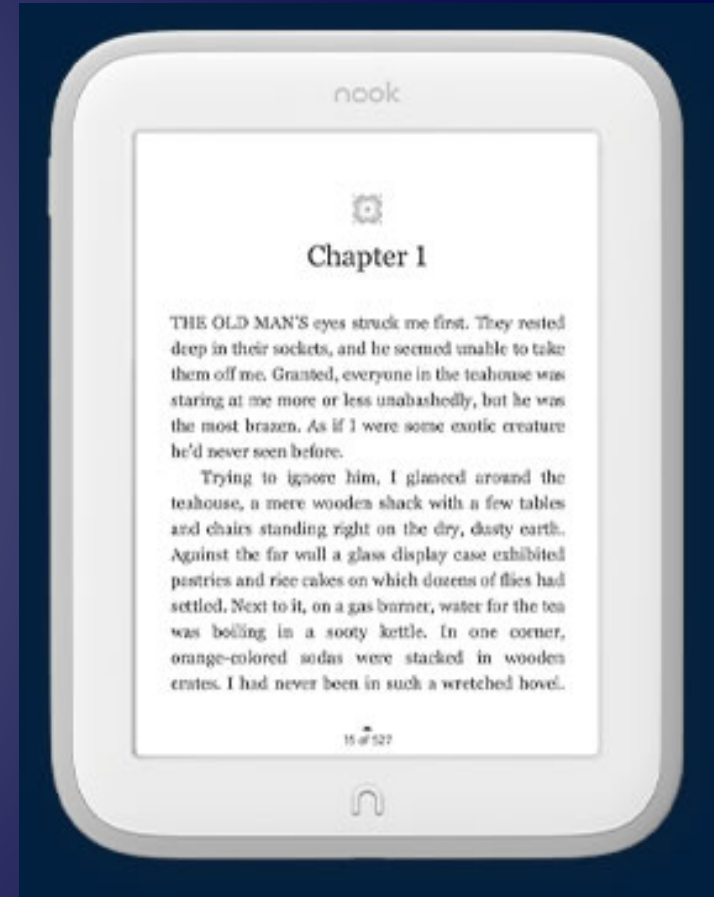 nook
Chapter 1
THE OLD MAN'S eyes struck me first. They rested
deep in their sockets, and he seemed unable to take
them off me. Granted, everyone in the teahouse was
staring at me more or less unabashedly, but he was
the most brazen. As if I were some exotic creature
he'd never seen before.
Trying to ignore him, I glanced around the
teahouse, a mere wooden shack with a few tables
and chairs standing right on the dry, dusty earth.
Against the far wall a glass display case exhibited
pastries and rice cakes on which dozens of flies had
settled. Next to it, on a gas burner, water for the tea
was boiling in a sooty kettle. In one corner,
orange-colored sodas were stacked in wooden
crates. I had never been in such a wretched hovel.
15 of 527